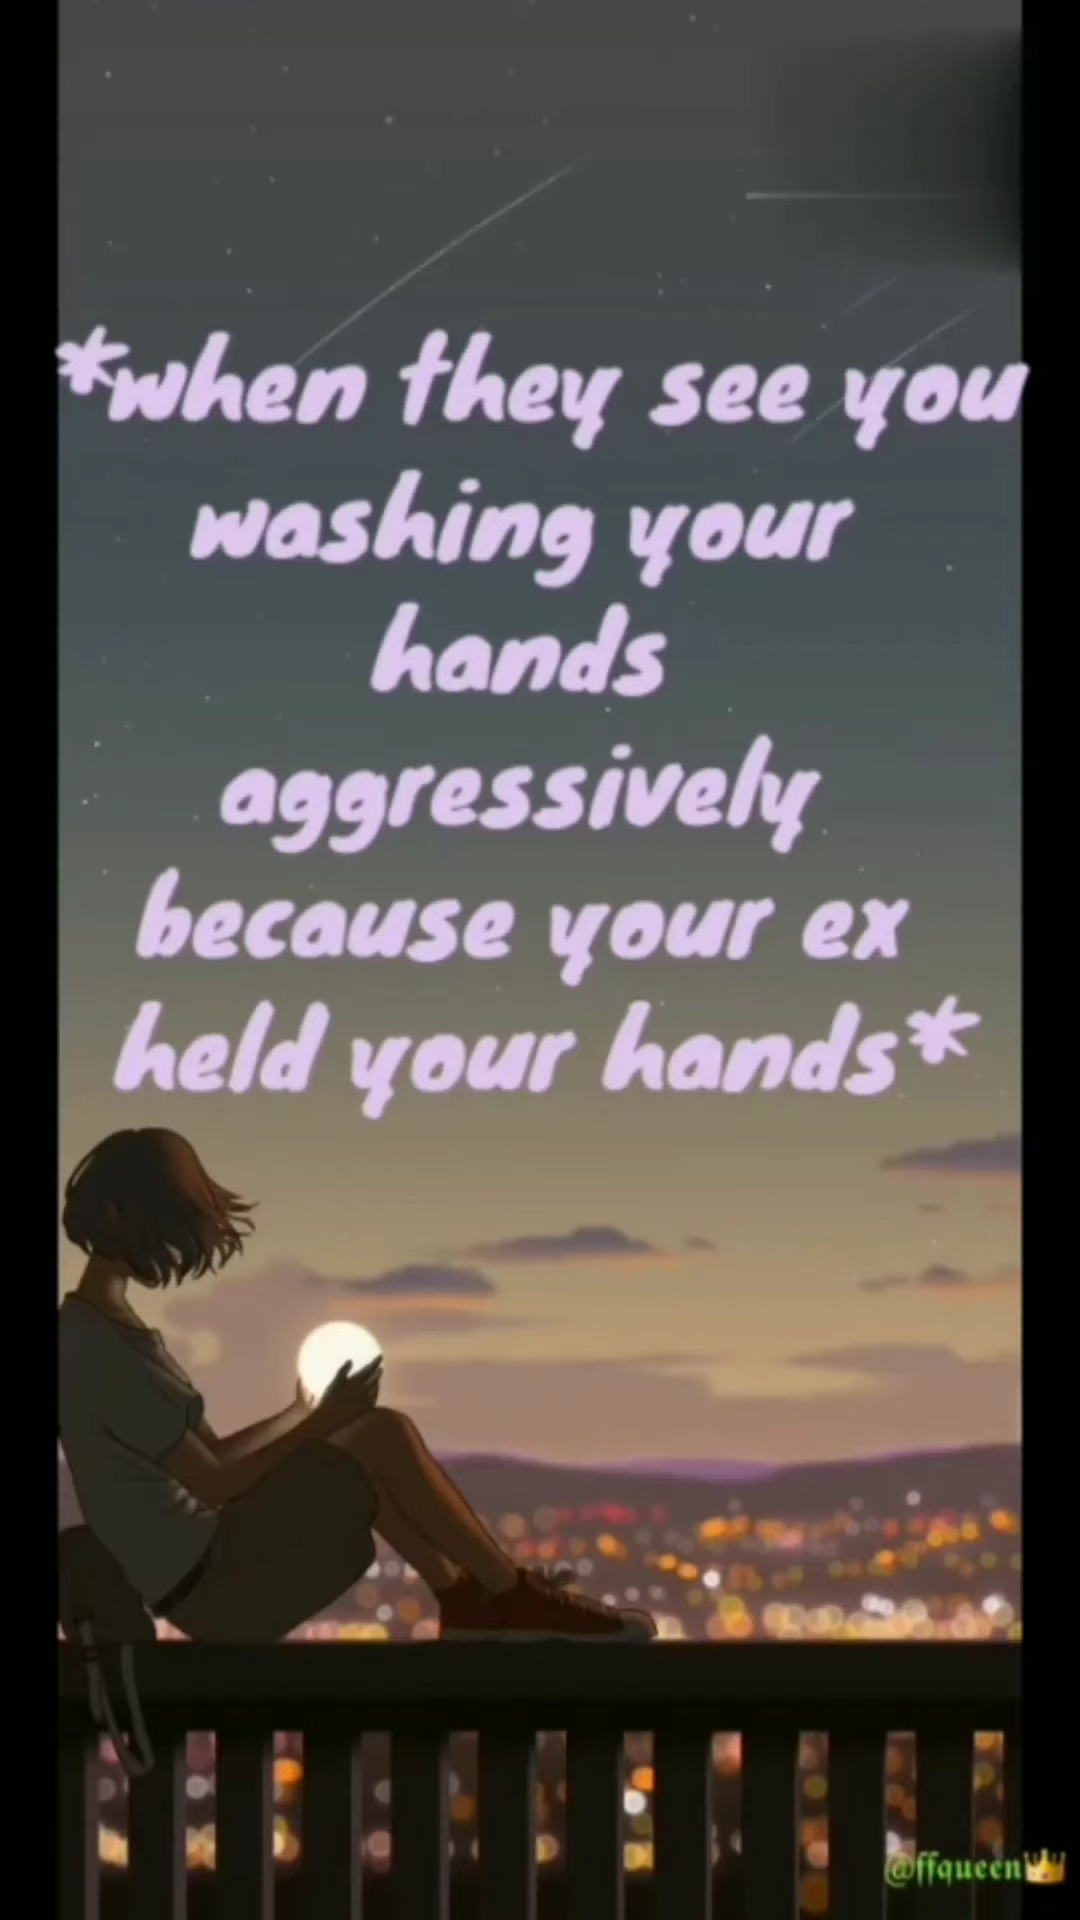 *when they see you
washing your
hands
aggressively
because your ex
held your hands*
@ffqueen👑